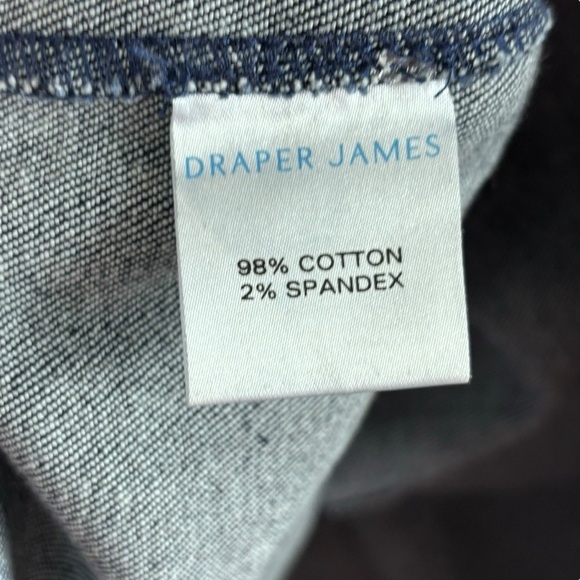 DRAPER JAMES
98% COTTON
2% SPANDEX